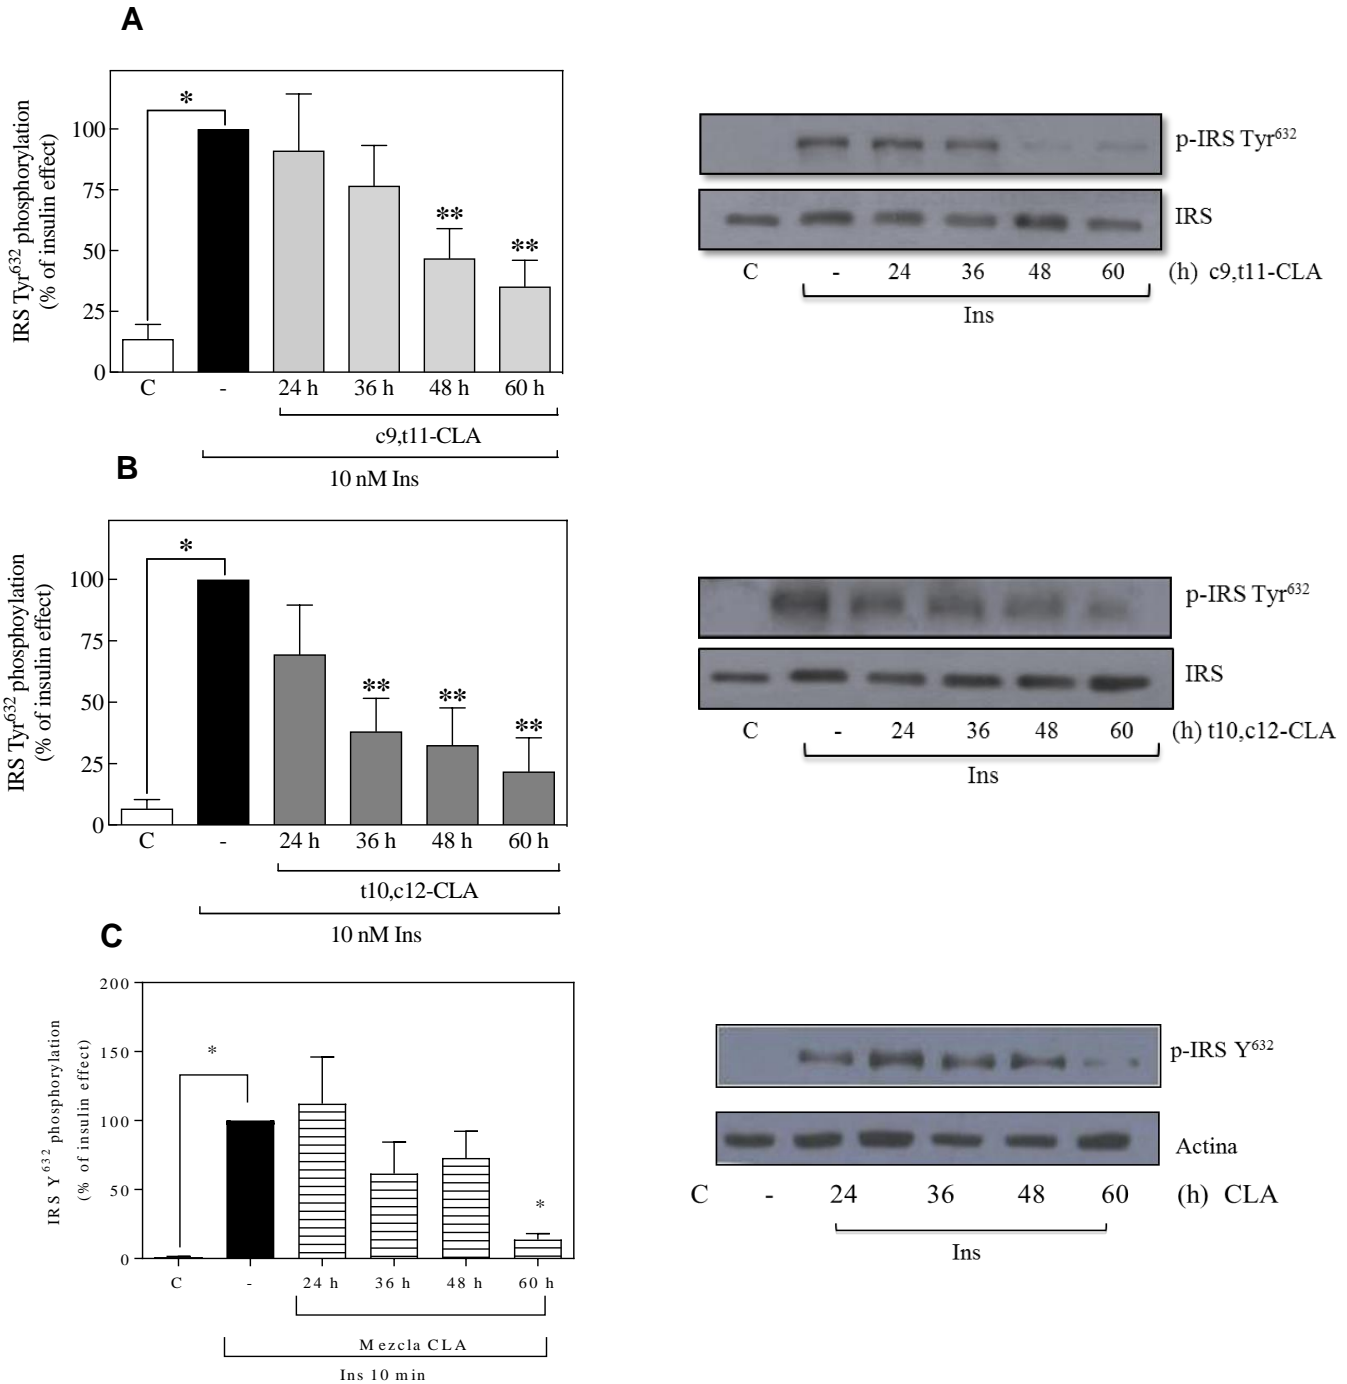 A
IRS Tyr632 phosphorylation
(% of insulin effect)
100
75
50
25
0
*
**
**
C - 24 h 36 h 48 h 60 h
c9,t11-CLA
10 nM Ins
p-IRS Tyr632
IRS
C - 24 36 48 60 (h) c9,t11-CLA
Ins
B
IRS Tyr632 phosphoylation
(% of insulin effect)
100
75
50
25
0
*
**
**
**
C - 24 h 36 h 48 h 60 h
t10,c12-CLA
10 nM Ins
p-IRS Tyr632
IRS
C - 24 36 48 60 (h) t10,c12-CLA
Ins
C
IRS Y632 phosphorylation
(% of insulin effect)
200
150
100
50
0
*
*
C - 24 h 36 h 48 h 60 h
Mezcla CLA
Ins 10 min
p-IRS Y632
Actina
C - 24 36 48 60 (h) CLA
Ins